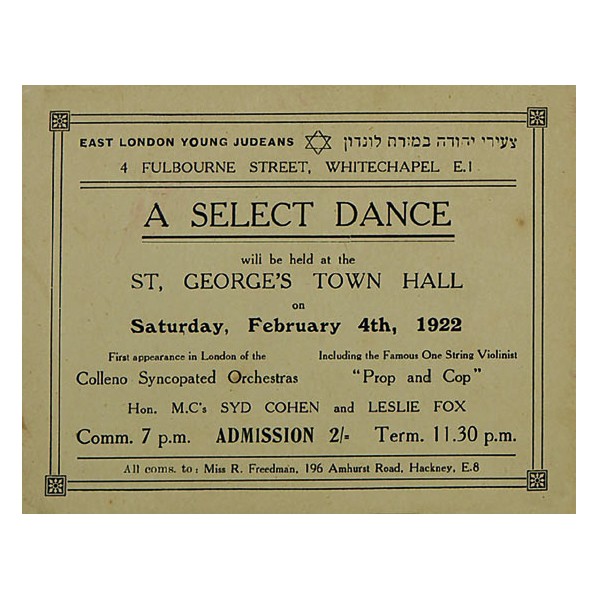 EAST LONDON YOUNG JUDEANS צעירי יהודה במזרח לונדון
4 FULBOURNE STREET, WHITECHAPEL E.1
A SELECT DANCE
will be held at the
ST, GEORGE'S TOWN HALL
on
Saturday, February 4th, 1922
First appearance in London of the Including the Famous One String Violinist
Colleno Syncopated Orchestras "Prop and Cop"
Hon. M.C's SYD COHEN and LESLIE FOX
Comm. 7 p.m. ADMISSION 2/- Term. 11.30 p.m.
All coms. to: Miss R. Freedman, 196 Amhurst Road, Hackney, E.8